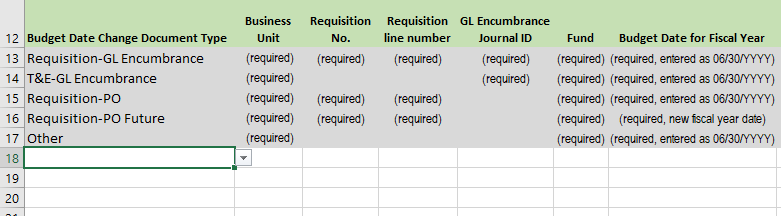 Business Requisition Requisition GL Encumbrance
12 Budget Date Change Document Type Unit No. line number Journal ID Fund Budget Date for Fiscal Year
13 Requisition-GL Encumbrance (required) (required) (required) (required) (required) (required, entered as 06/30/YYYY)
14 T&E-GL Encumbrance (required) (required) (required) (required, entered as 06/30/YYYY)
15 Requisition-PO (required) (required) (required) (required) (required, entered as 06/30/YYYY)
16 Requisition-PO Future (required) (required) (required) (required) (required, new fiscal year date)
17 Other (required) (required) (required, entered as 06/30/YYYY)
18
19
20